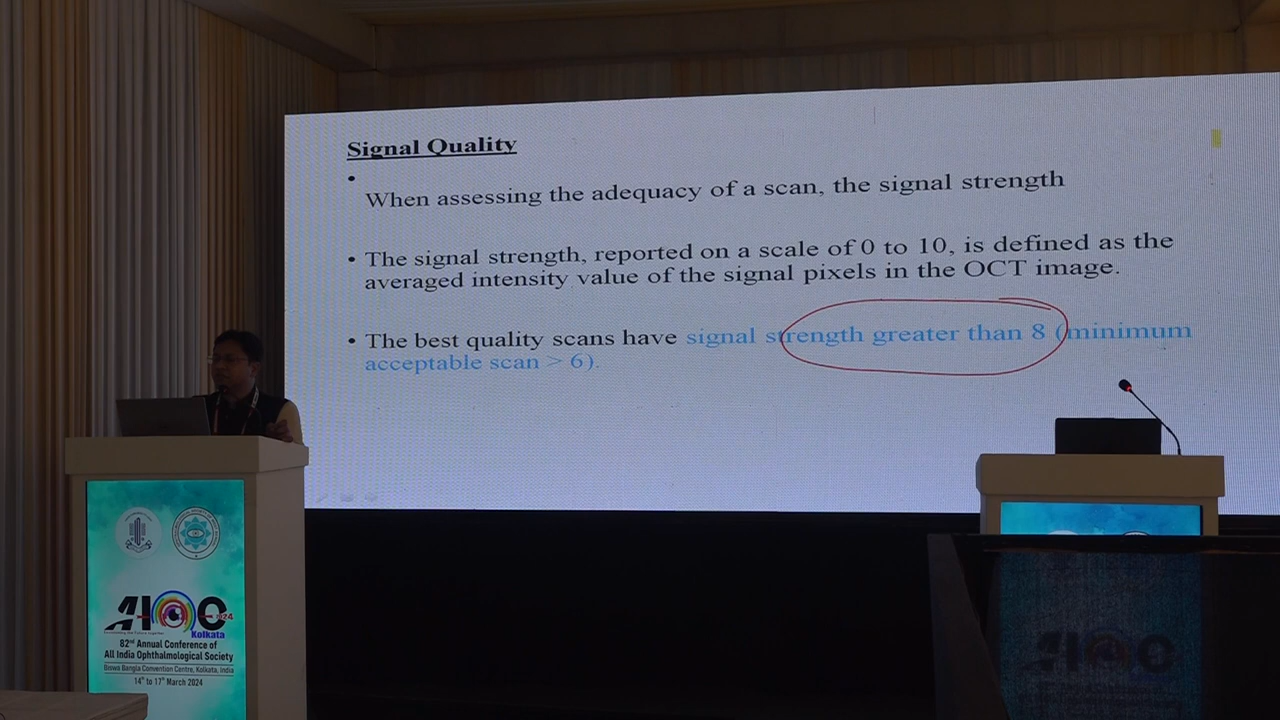 Signal Quality
• When assessing the adequacy of a scan, the signal strength
• The signal strength, reported on a scale of 0 to 10, is defined as the
averaged intensity value of the signal pixels in the OCT image.
• The best quality scans have signal strength greater than 8 (minimum
acceptable scan > 6).
AIOC 2024
Kolkata
82nd Annual Conference of
All India Ophthalmological Society
Biswa Bangla Convention Centre, Kolkata, India
14th to 17th March 2024